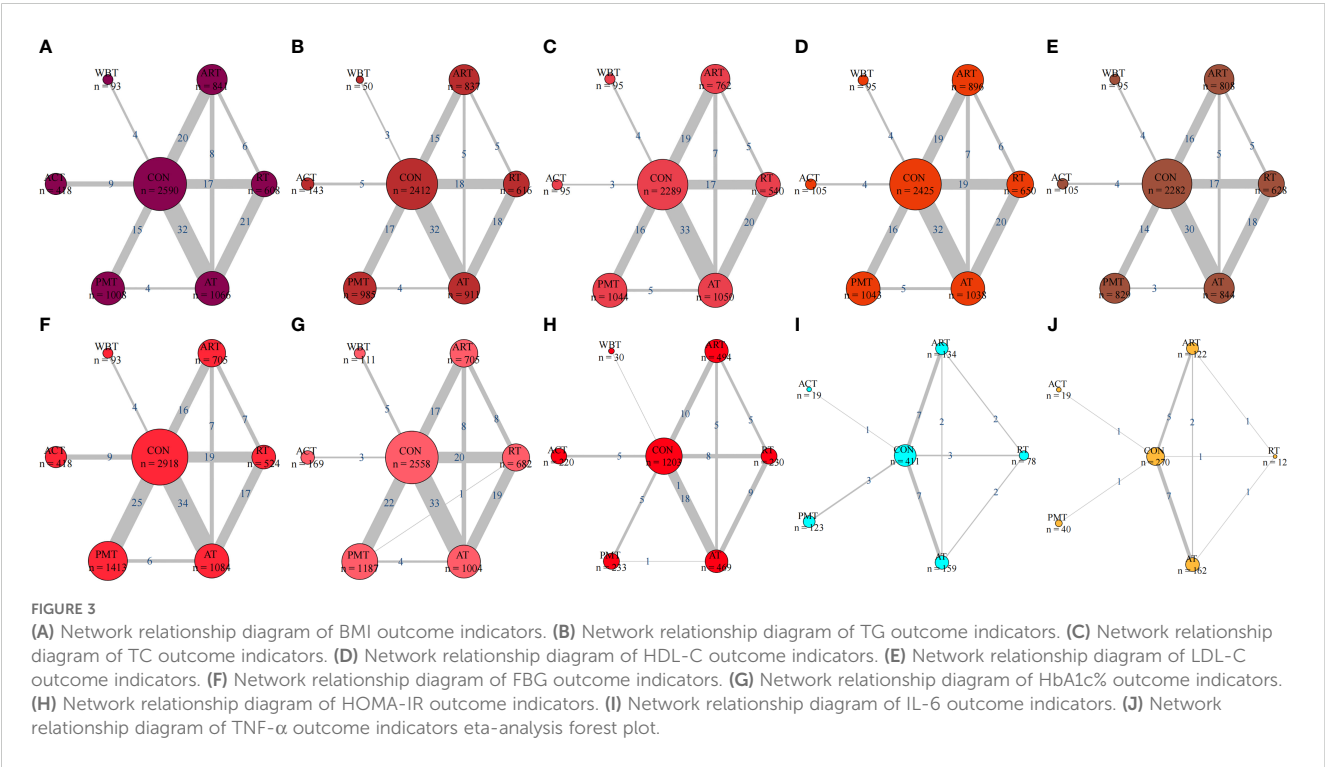 A
WBT
n = 93
ART
n = 841
4
20
8
6
ACT
n = 418
9
CON
n = 2590
17
RT
n = 608
15
32
21
PMT
n = 1008
4
AT
n = 1066
B
WBT
n = 50
ART
n = 837
3
15
5
5
ACT
n = 143
5
CON
n = 2412
18
RT
n = 616
17
32
18
PMT
n = 985
4
AT
n = 911
C
WBT
n = 95
ART
n = 762
4
19
7
5
ACT
n = 95
3
CON
n = 2289
17
RT
n = 540
16
33
20
PMT
n = 1044
5
AT
n = 1050
D
WBT
n = 95
ART
n = 896
4
19
7
6
ACT
n = 105
4
CON
n = 2425
19
RT
n = 650
16
32
20
PMT
n = 1043
5
AT
n = 1038
E
WBT
n = 95
ART
n = 808
4
16
5
5
ACT
n = 105
4
CON
n = 2282
17
RT
n = 628
14
30
18
PMT
n = 829
3
AT
n = 844
F
WBT
n = 93
ART
n = 705
4
16
7
7
ACT
n = 418
9
CON
n = 2918
19
RT
n = 524
25
34
17
PMT
n = 1413
6
AT
n = 1084
G
WBT
n = 111
ART
n = 705
5
17
8
8
ACT
n = 169
3
CON
n = 2558
20
RT
n = 682
1
22
33
19
PMT
n = 1187
4
AT
n = 1004
H
WBT
n = 30
ART
n = 494
10
5
5
ACT
n = 220
5
CON
n = 1203
8
RT
n = 230
1
5
18
9
PMT
n = 233
1
AT
n = 469
I
ART
n = 134
ACT
n = 19
7
2
2
1
CON
n = 411
3
RT
n = 78
3
7
2
PMT
n = 123
AT
n = 159
J
ART
n = 122
ACT
n = 19
5
2
1
1
CON
n = 270
1
RT
n = 12
1
7
1
PMT
n = 40
AT
n = 162
FIGURE 3
(A) Network relationship diagram of BMI outcome indicators. (B) Network relationship diagram of TG outcome indicators. (C) Network relationship
diagram of TC outcome indicators. (D) Network relationship diagram of HDL-C outcome indicators. (E) Network relationship diagram of LDL-C
outcome indicators. (F) Network relationship diagram of FBG outcome indicators. (G) Network relationship diagram of HbA1c% outcome indicators.
(H) Network relationship diagram of HOMA-IR outcome indicators. (I) Network relationship diagram of IL-6 outcome indicators. (J) Network
relationship diagram of TNF-α outcome indicators eta-analysis forest plot.